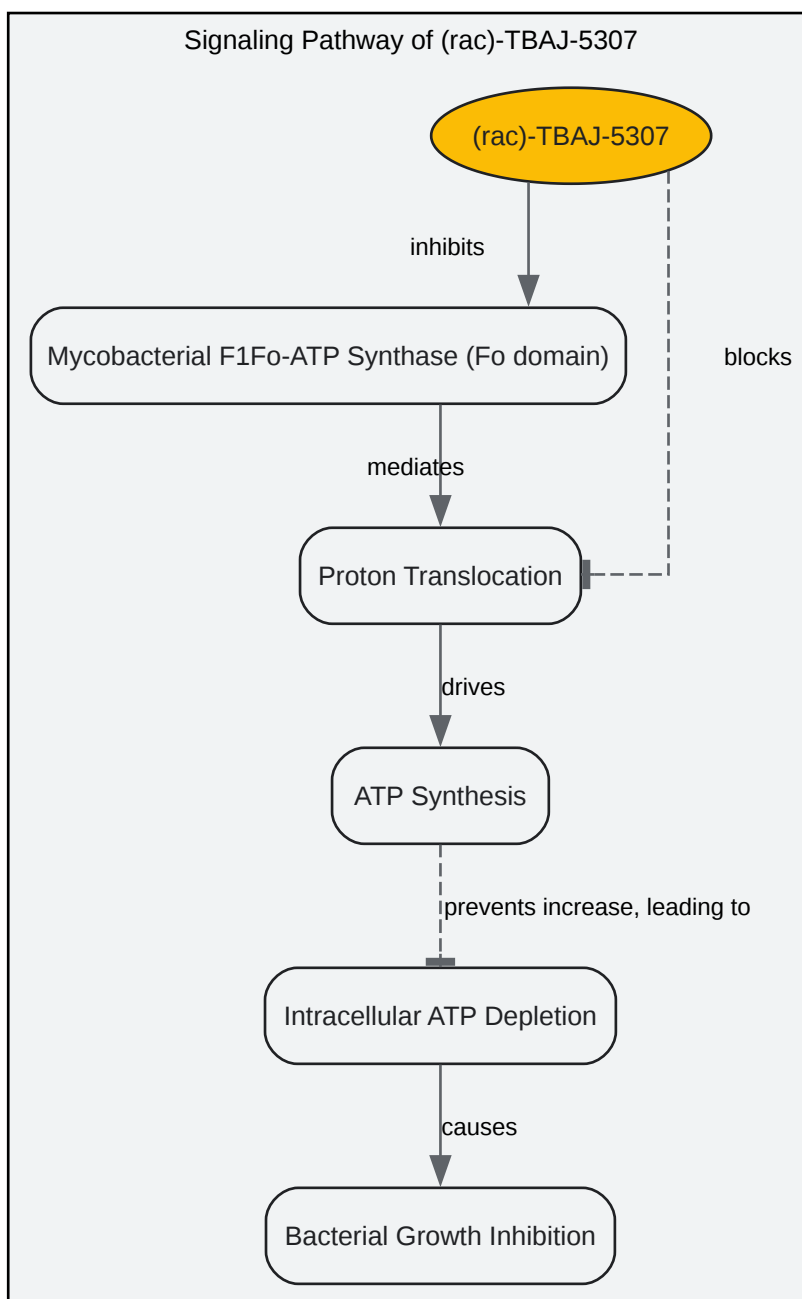 Signaling Pathway of (rac)-TBAJ-5307
(rac)-TBAJ-5307
inhibits
Mycobacterial F1Fo-ATP Synthase (Fo domain)
blocks
mediates
Proton Translocation
drives
ATP Synthesis
prevents increase, leading to
Intracellular ATP Depletion
causes
Bacterial Growth Inhibition